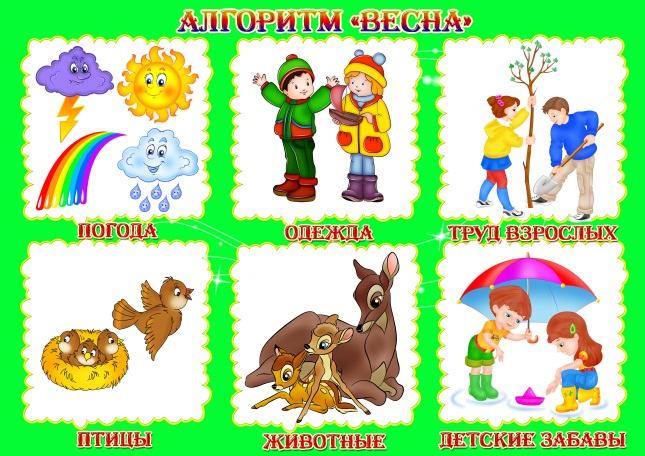 АЛГОРИТМ «ВЕСНА»
ПОГОДА
ОДЕЖДА
ТРУД ВЗРОСЛЫХ
ПТИЦЫ
ЖИВОТНЫЕ
ДЕТСКИЕ ЗАБАВЫ